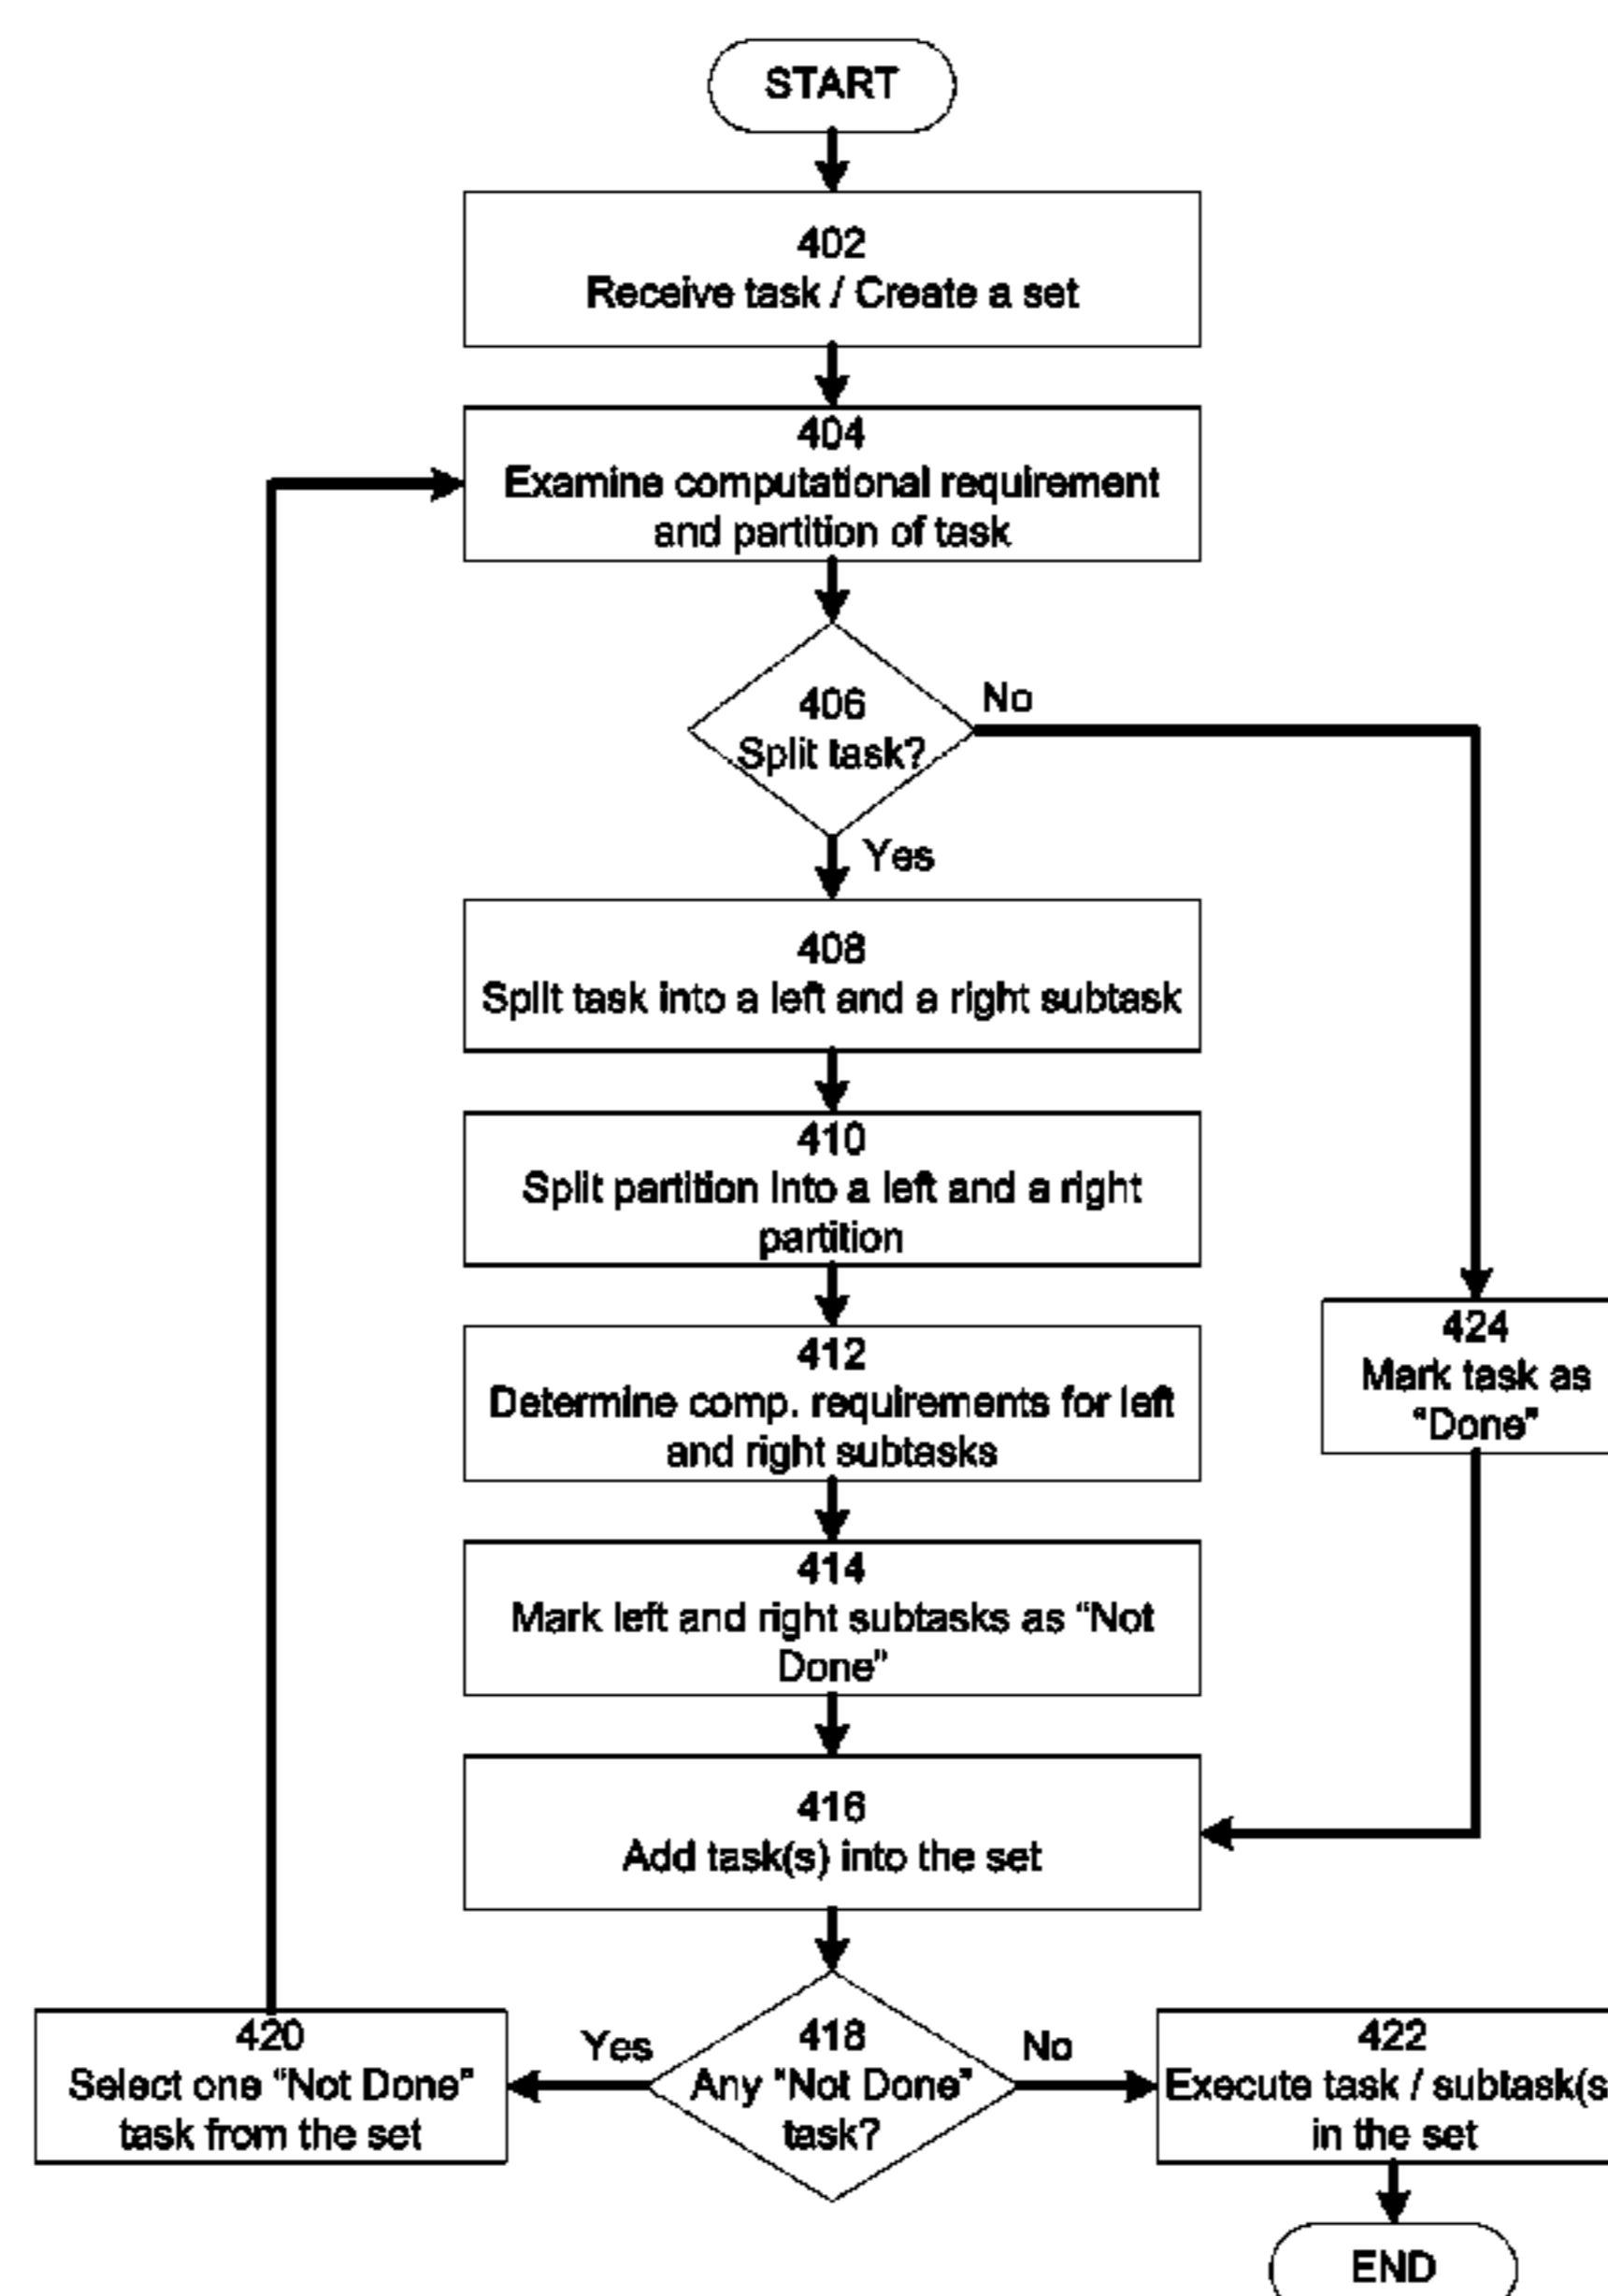 START
402
Receive task / Create a set
404
Examine computational requirement
and partition of task
406
Split task?
No
Yes
408
Split task into a left and a right subtask
410
Split partition into a left and a right
partition
412
Determine comp. requirements for left
and right subtasks
424
Mark task as
“Done”
414
Mark left and right subtasks as “Not
Done”
416
Add task(s) into the set
420
Select one “Not Done”
task from the set
Yes
418
Any “Not Done”
task?
No
422
Execute task / subtask(s
in the set
END